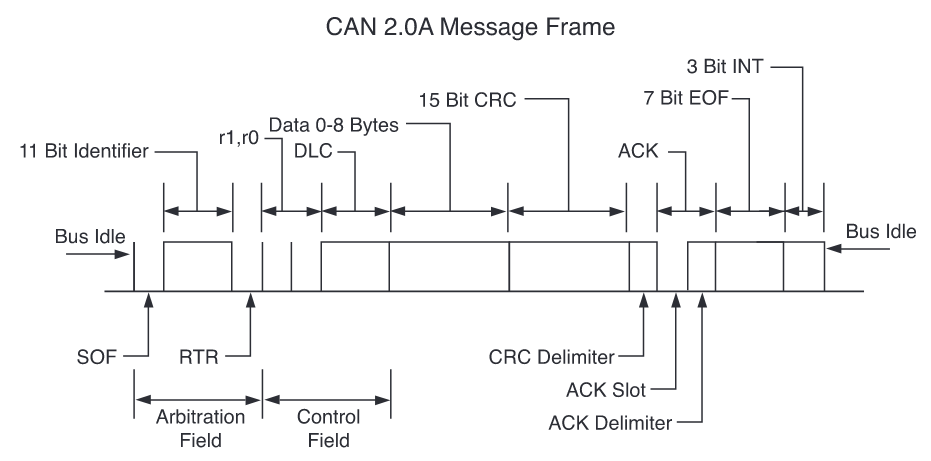 CAN 2.0A Message Frame
3 Bit INT
7 Bit EOF
15 Bit CRC
Data 0-8 Bytes
r1,r0
11 Bit Identifier
DLC
ACK
Bus Idle
Bus Idle
SOF
RTR
CRC Delimiter
ACK Slot
ACK Delimiter
Arbitration
Field
Control
Field